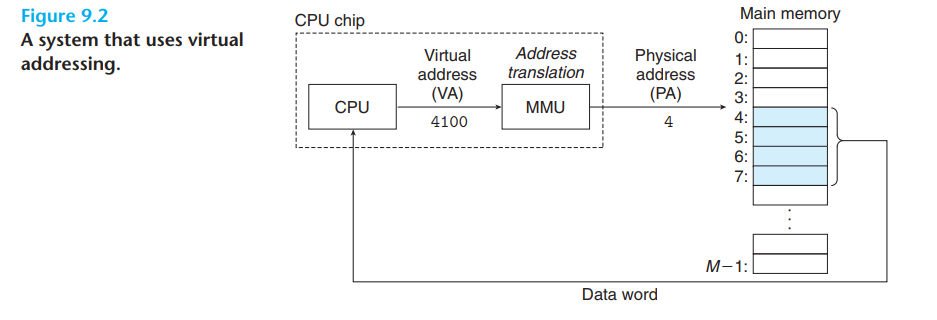 Figure 9.2
A system that uses virtual
addressing.
CPU chip
Main memory
Virtual
address
(VA)
4100
Address
translation
Physical
address
(PA)
4
CPU
MMU
0:
1:
2:
3:
4:
5:
6:
7:
. . .
M−1:
Data word